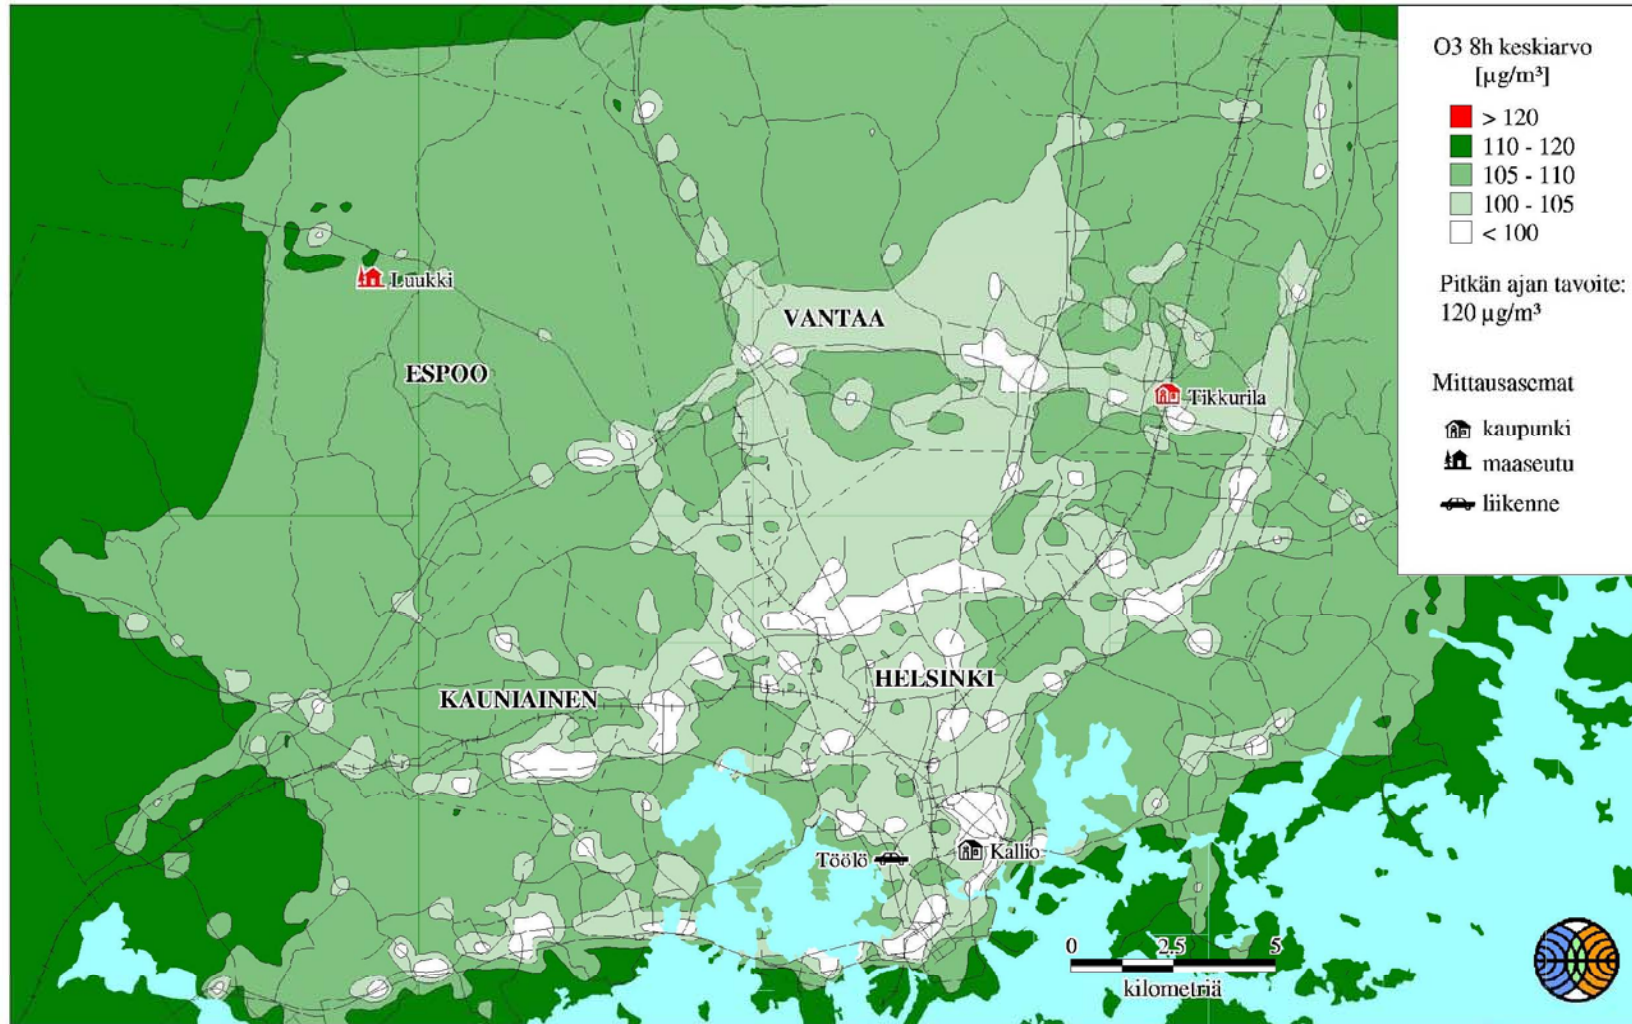 O3 8h keskiarvo
[µg/m³]
> 120
110 - 120
105 - 110
100 - 105
< 100
Pitkän ajan tavoite:
120 µg/m³
Mittausasemat
kaupunki
maaseutu
liikenne
Luukki
VANTAA
ESPOO
Tikkurila
HELSINKI
KAUNIAINEN
Töölö
Kallio
0 2.5 5
kilometriä